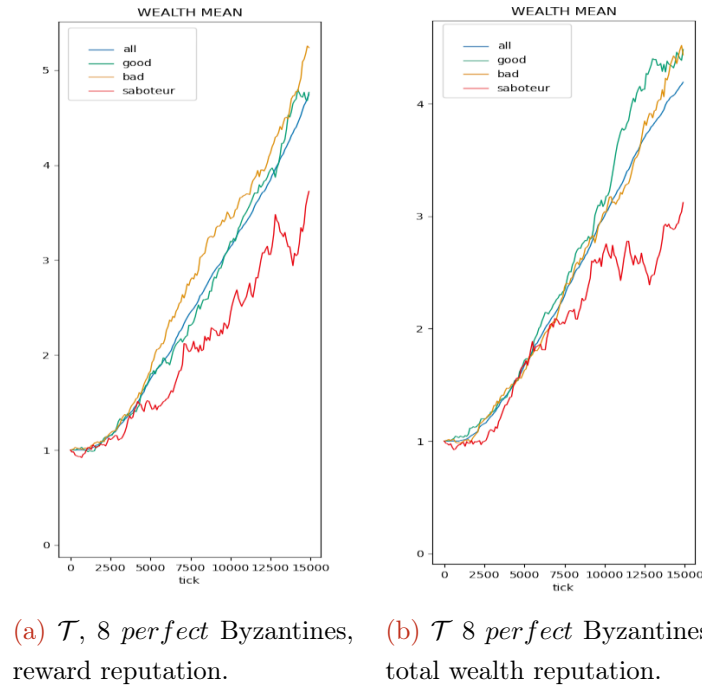 WEALTH MEAN
all
good
bad
saboteur
5
4
3
2
1
0
0 2500 5000 7500 10000 12500 15000
tick
(a) 𝒯, 8 perfect Byzantines,
reward reputation.
WEALTH MEAN
all
good
bad
saboteur
4
3
2
1
0
0 2500 5000 7500 10000 12500 15000
tick
(b) 𝒯 8 perfect Byzantines
total wealth reputation.